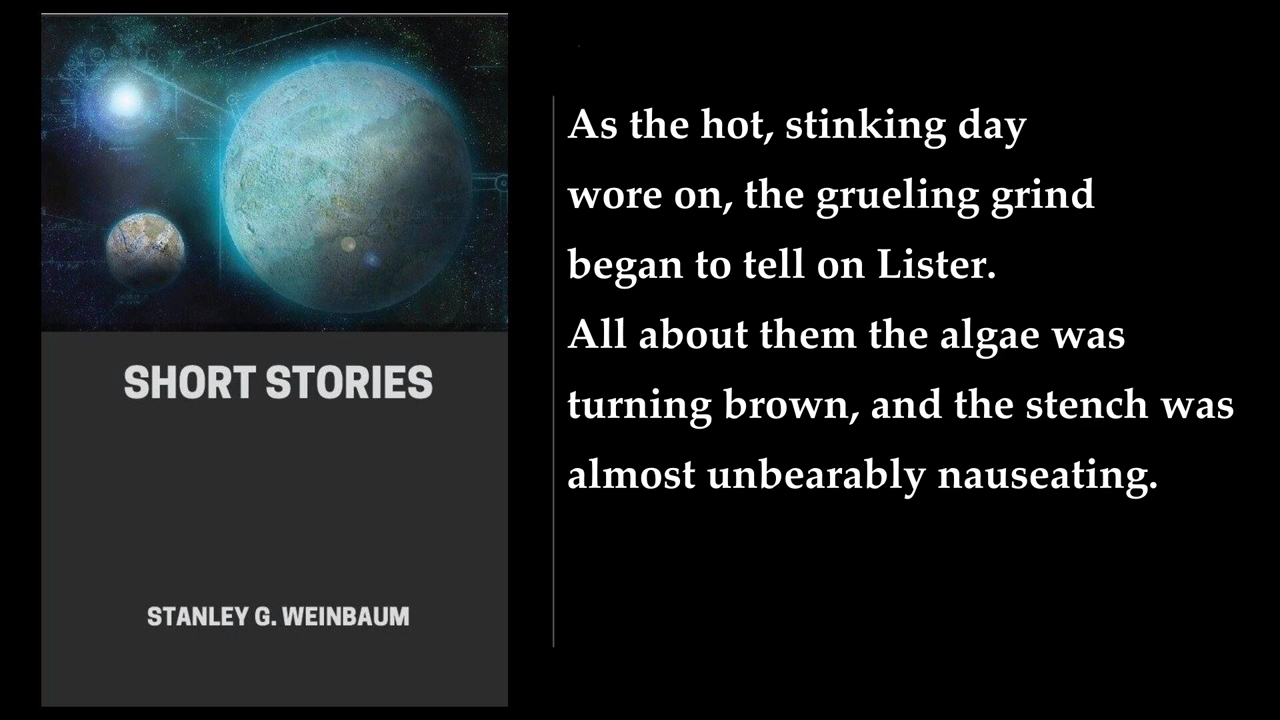 SHORT STORIES
STANLEY G. WEINBAUM
As the hot, stinking day
wore on, the grueling grind
began to tell on Lister.
All about them the algae was
turning brown, and the stench was
almost unbearably nauseating.